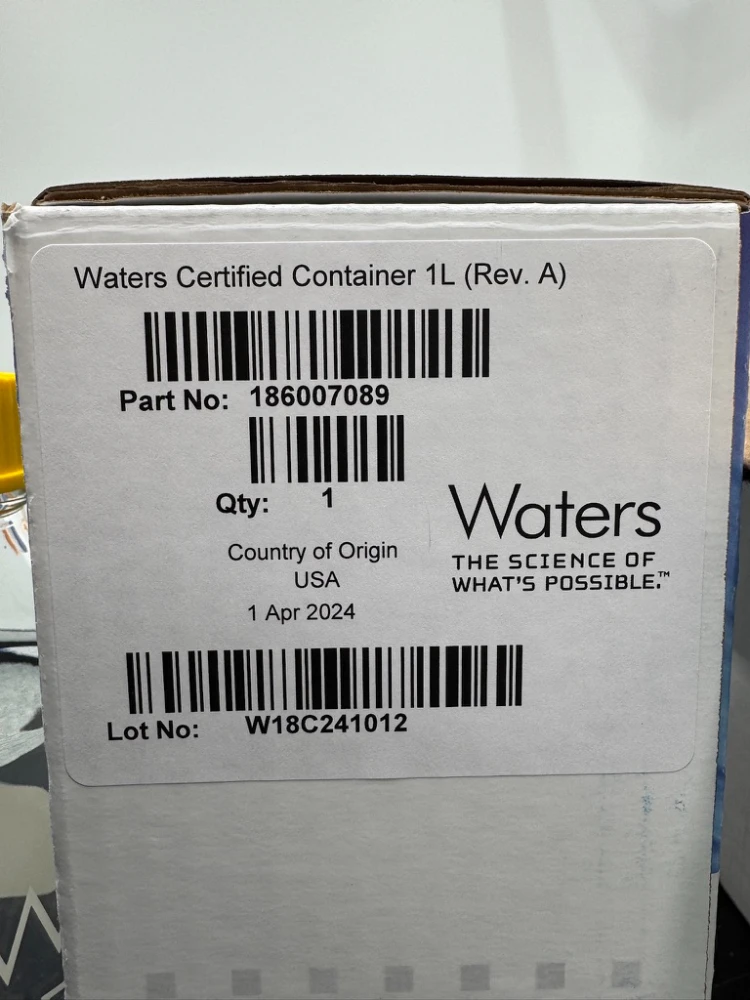 Waters Certified Container 1L (Rev. A)
Part No: 186007089
Qty: 1
Country of Origin
USA
1 Apr 2024
Waters
THE SCIENCE OF
WHAT'S POSSIBLE.™
Lot No: W18C241012